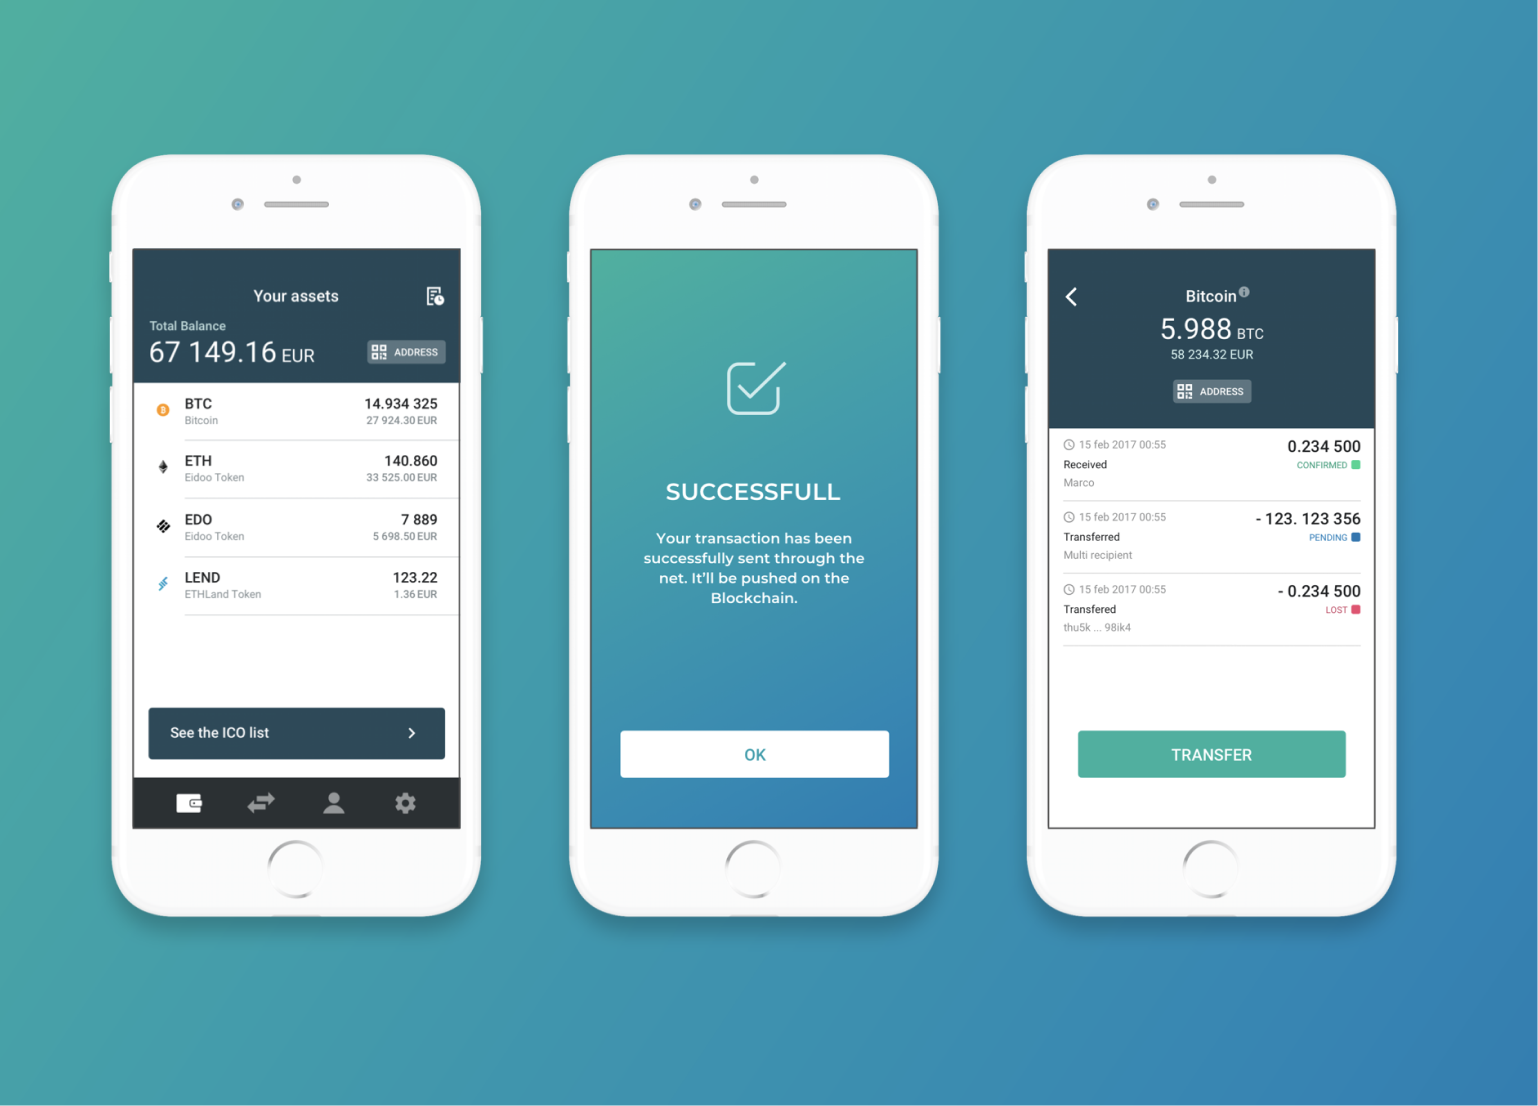 Your assets
Total Balance
67 149.16 EUR
ADDRESS
BTC
14.934 325
Bitcoin
27 924.30 EUR
ETH
140.860
Eidoo Token
33 525.00 EUR
EDO
7 889
Eidoo Token
5 698.50 EUR
LEND
123.22
ETHLand Token
1.36 EUR
See the ICO list
SUCCESSFULL
Your transaction has been
successfully sent through the
net. It'll be pushed on the
Blockchain.
OK
Bitcoin
5.988 BTC
58 234.32 EUR
ADDRESS
15 feb 2017 00:55
0.234 500
Received
CONFIRMED
Marco
15 feb 2017 00:55
- 123. 123 356
Transferred
PENDING
Multi recipient
15 feb 2017 00:55
- 0.234 500
Transfered
LOST
thu5k ... 98ik4
TRANSFER